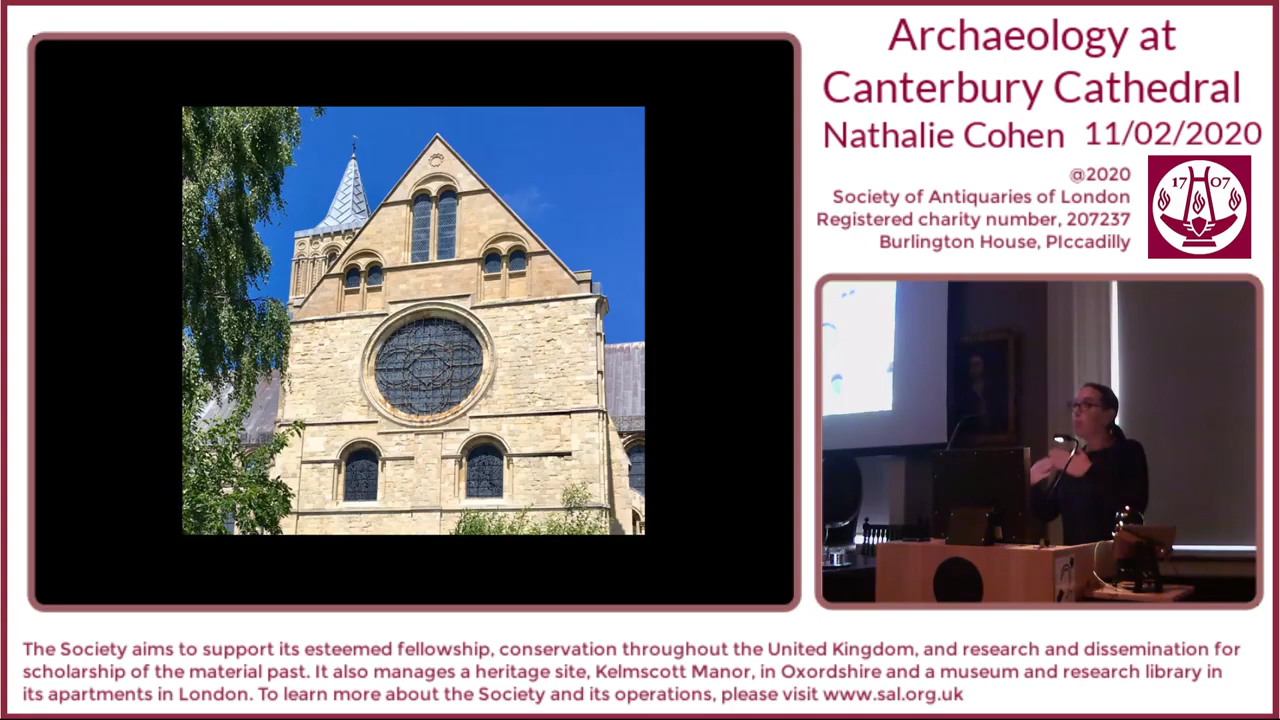 Archaeology at
Canterbury Cathedral
Nathalie Cohen 11/02/2020
@2020
Society of Antiquaries of London
Registered charity number, 207237
Burlington House, PIccadilly
17 07
The Society aims to support its esteemed fellowship, conservation throughout the United Kingdom, and research and dissemination for
scholarship of the material past. It also manages a heritage site, Kelmscott Manor, in Oxordshire and a museum and research library in
its apartments in London. To learn more about the Society and its operations, please visit www.sal.org.uk